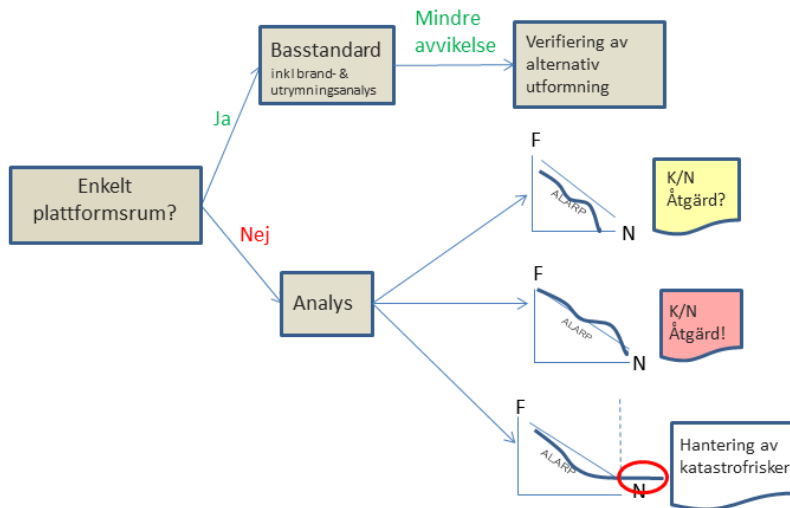 Mindre
avvikelse
Basstandard
inkl brand- &
utrymningsanalys
Verifiering av
alternativ
utformning
Ja
Enkelt
plattformsrum?
Nej
Analys
F
ALARP
N
K/N
Åtgärd?
F
ALARP
N
K/N
Åtgärd!
F
ALARP
N
Hantering av
katastrofrisker